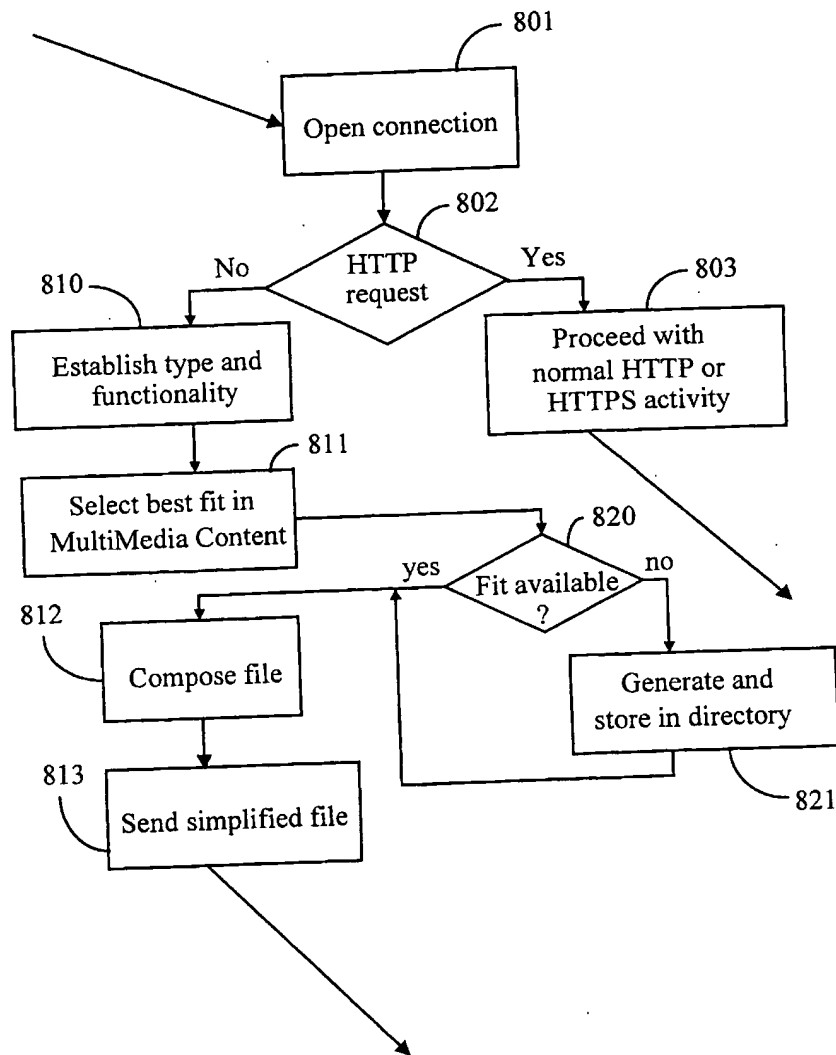 801
Open connection
802
HTTP
request
No
Yes
810
803
Establish type and
functionality
Proceed with
normal HTTP or
HTTPS activity
811
Select best fit in
MultiMedia Content
820
Fit available
?
yes
no
812
Compose file
Generate and
store in directory
821
813
Send simplified file